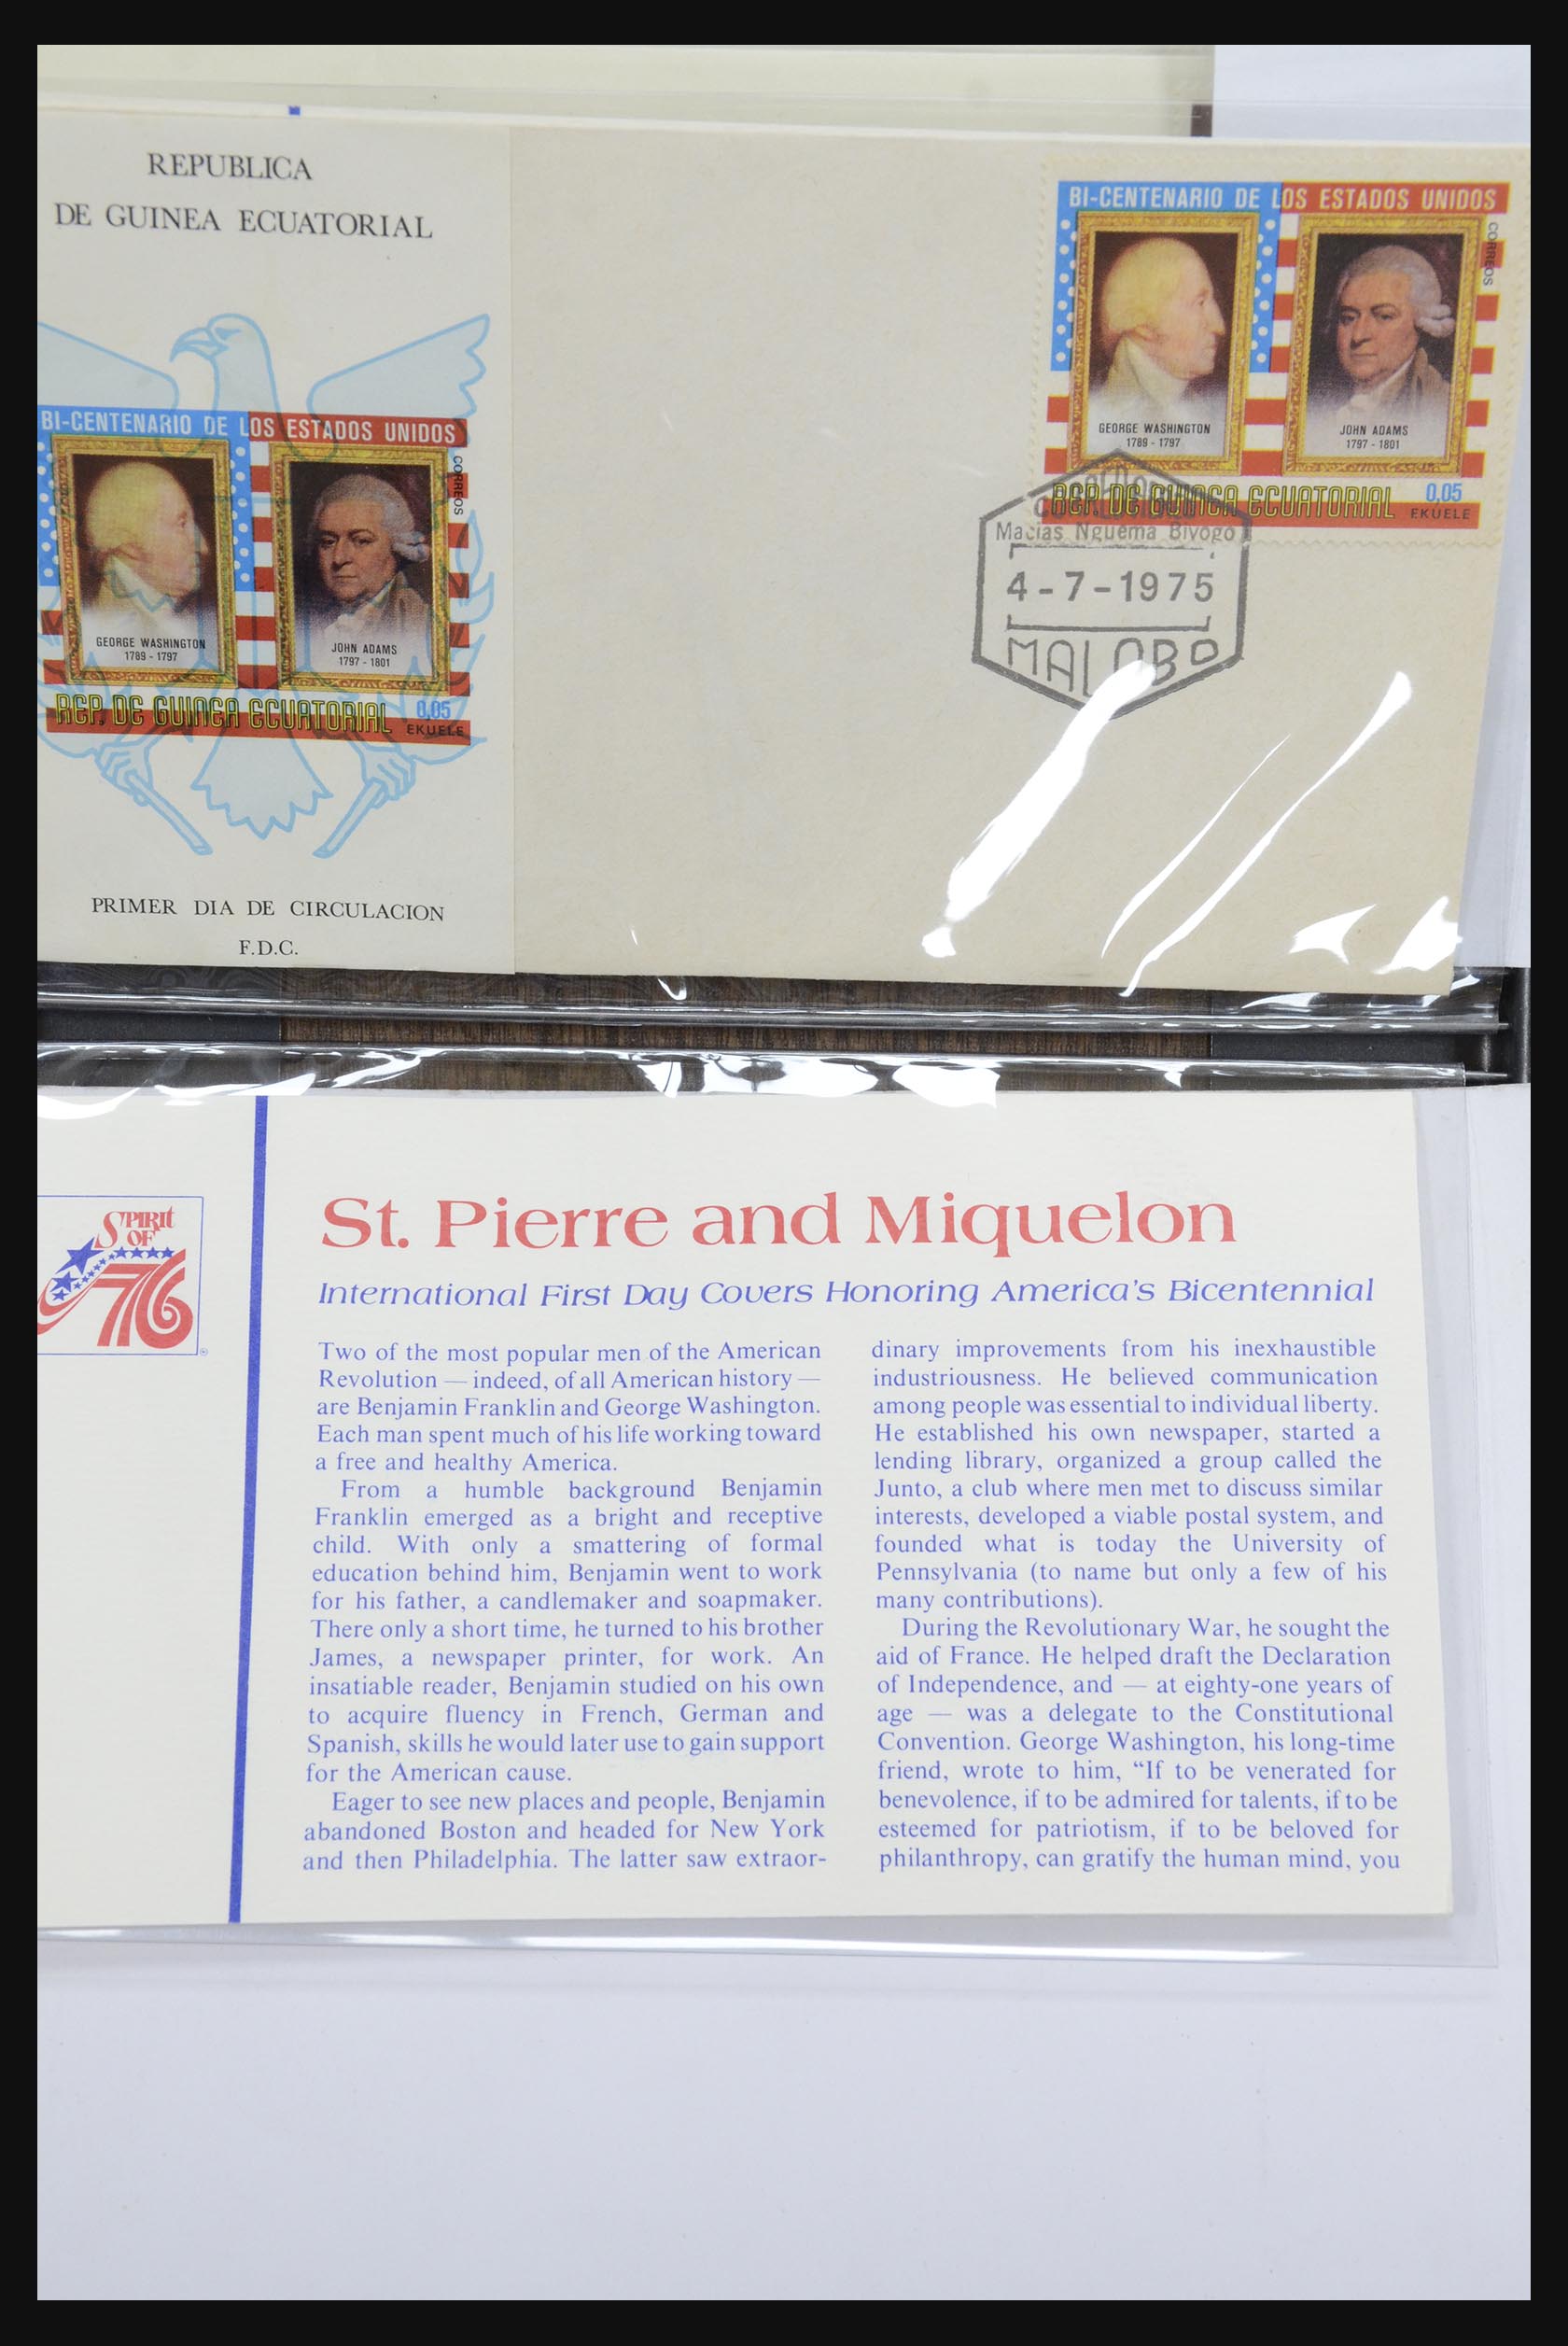 REPUBLICA
DE GUINEA ECUATORIAL
BI-CENTENARIO DE LOS ESTADOS UNIDOS
CORREOS
GEORGE WASHINGTON
1789 - 1797
JOHN ADAMS
1797 - 1801
REP. DE GUINEA ECUATORIAL
0,05
EKUELE
PRIMER DIA DE CIRCULACION
F.D.C.
BI-CENTENARIO DE LOS ESTADOS UNIDOS
CORREOS
GEORGE WASHINGTON
1789 - 1797
JOHN ADAMS
1797 - 1801
REP. DE GUINEA ECUATORIAL
0,05
EKUELE
Macias Nguema Biyogo
4-7-1975
MALABO
SPIRIT
OF
76
®
St. Pierre and Miquelon
International First Day Covers Honoring America's Bicentennial
Two of the most popular men of the American
Revolution — indeed, of all American history —
are Benjamin Franklin and George Washington.
Each man spent much of his life working toward
a free and healthy America.
From a humble background Benjamin
Franklin emerged as a bright and receptive
child. With only a smattering of formal
education behind him, Benjamin went to work
for his father, a candlemaker and soapmaker.
There only a short time, he turned to his brother
James, a newspaper printer, for work. An
insatiable reader, Benjamin studied on his own
to acquire fluency in French, German and
Spanish, skills he would later use to gain support
for the American cause.
Eager to see new places and people, Benjamin
abandoned Boston and headed for New York
and then Philadelphia. The latter saw extraor-
dinary improvements from his inexhaustible
industriousness. He believed communication
among people was essential to individual liberty.
He established his own newspaper, started a
lending library, organized a group called the
Junto, a club where men met to discuss similar
interests, developed a viable postal system, and
founded what is today the University of
Pennsylvania (to name but only a few of his
many contributions).
During the Revolutionary War, he sought the
aid of France. He helped draft the Declaration
of Independence, and — at eighty-one years of
age — was a delegate to the Constitutional
Convention. George Washington, his long-time
friend, wrote to him, “If to be venerated for
benevolence, if to be admired for talents, if to be
esteemed for patriotism, if to be beloved for
philanthropy, can gratify the human mind, you